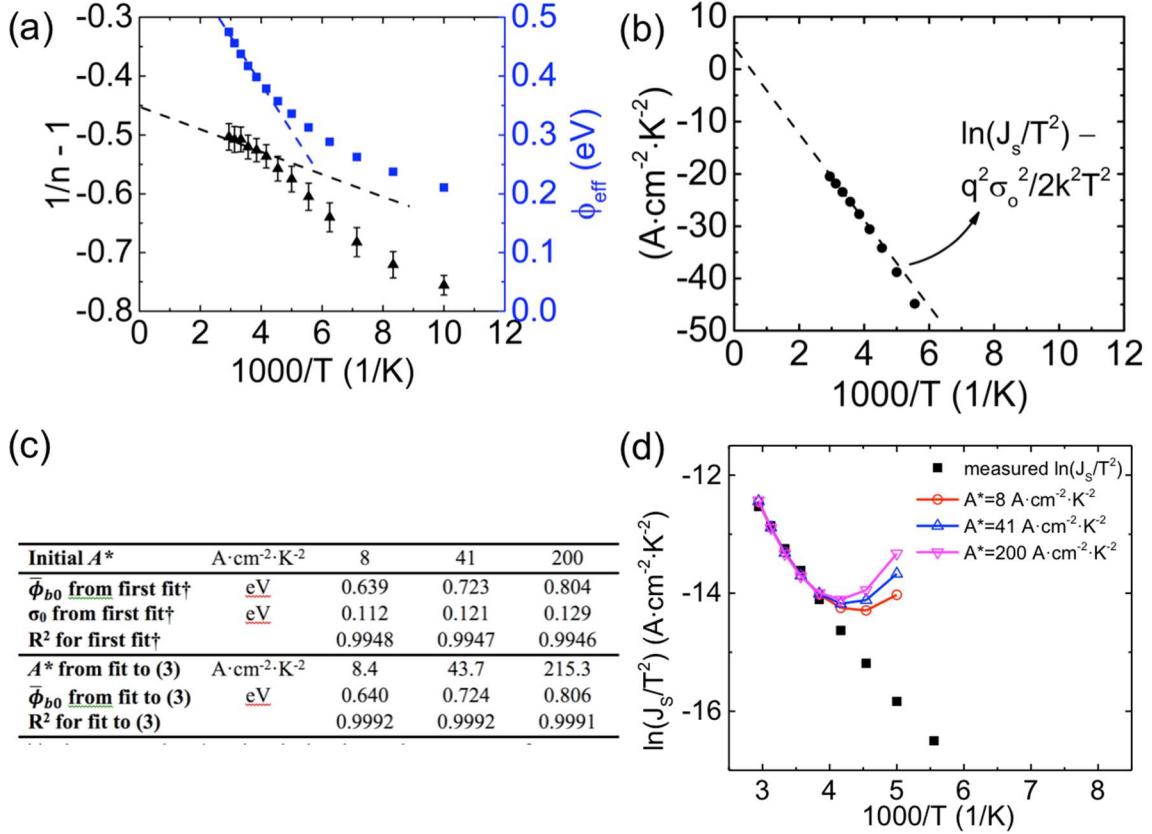 (a)
-0.3
-0.4
-0.5
-0.6
-0.7
-0.8
1/n - 1
0.5
0.4
0.3
0.2
0.1
0.0
ϕeff (eV)
0 2 4 6 8 10 12
1000/T (1/K)
(b)
10
0
-10
-20
-30
-40
-50
(A·cm⁻²·K⁻²)
ln(Jₛ/T²) –
q²σₒ²/2k²T²
0 2 4 6 8 10 12
1000/T (1/K)
(c)
Initial A* A·cm⁻²·K⁻² 8 41 200
ϕ̅b0 from first fit† eV 0.639 0.723 0.804
σ₀ from first fit† eV 0.112 0.121 0.129
R² for first fit† 0.9948 0.9947 0.9946
A* from fit to (3) A·cm⁻²·K⁻² 8.4 43.7 215.3
ϕ̅b0 from fit to (3) eV 0.640 0.724 0.806
R² for fit to (3) 0.9992 0.9992 0.9991
(d)
-12
-14
-16
ln(Jₛ/T²) (A·cm⁻²·K⁻²)
measured ln(Jₛ/T²)
A*=8 A·cm⁻²·K⁻²
A*=41 A·cm⁻²·K⁻²
A*=200 A·cm⁻²·K⁻²
3 4 5 6 7 8
1000/T (1/K)